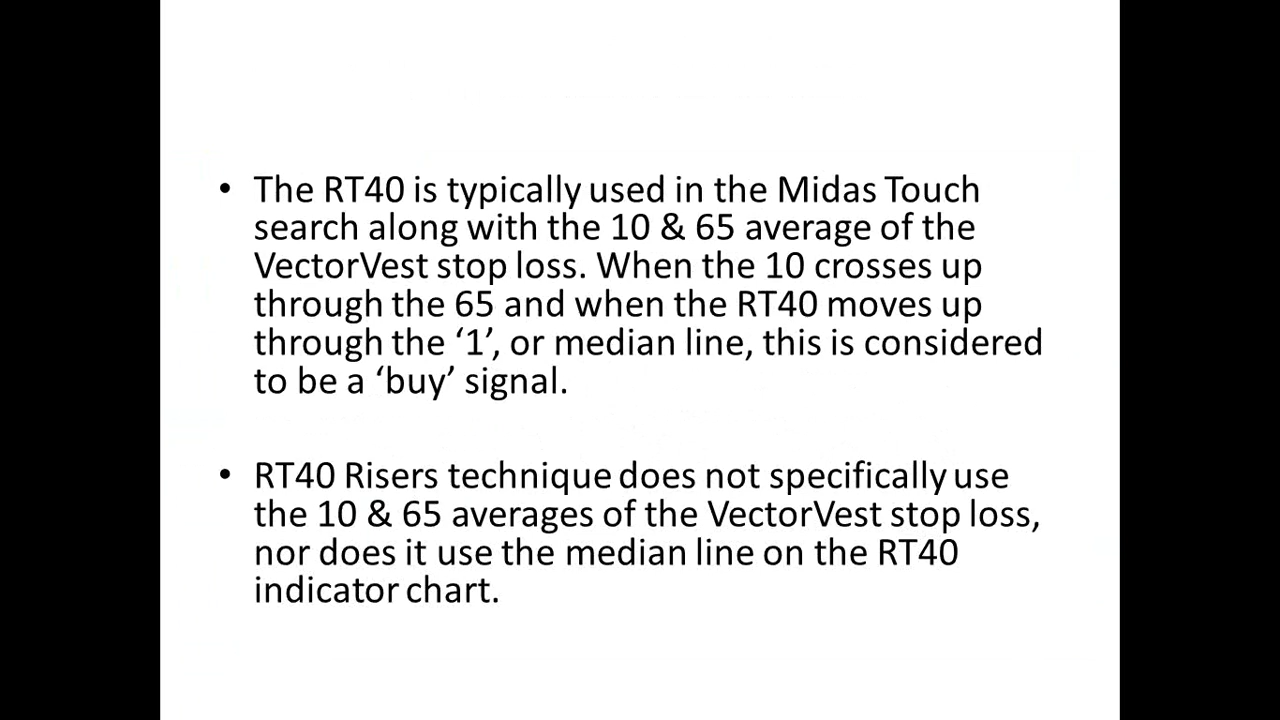 • The RT40 is typically used in the Midas Touch
search along with the 10 & 65 average of the
VectorVest stop loss. When the 10 crosses up
through the 65 and when the RT40 moves up
through the ‘1’, or median line, this is considered
to be a ‘buy’ signal.
• RT40 Risers technique does not specifically use
the 10 & 65 averages of the VectorVest stop loss,
nor does it use the median line on the RT40
indicator chart.